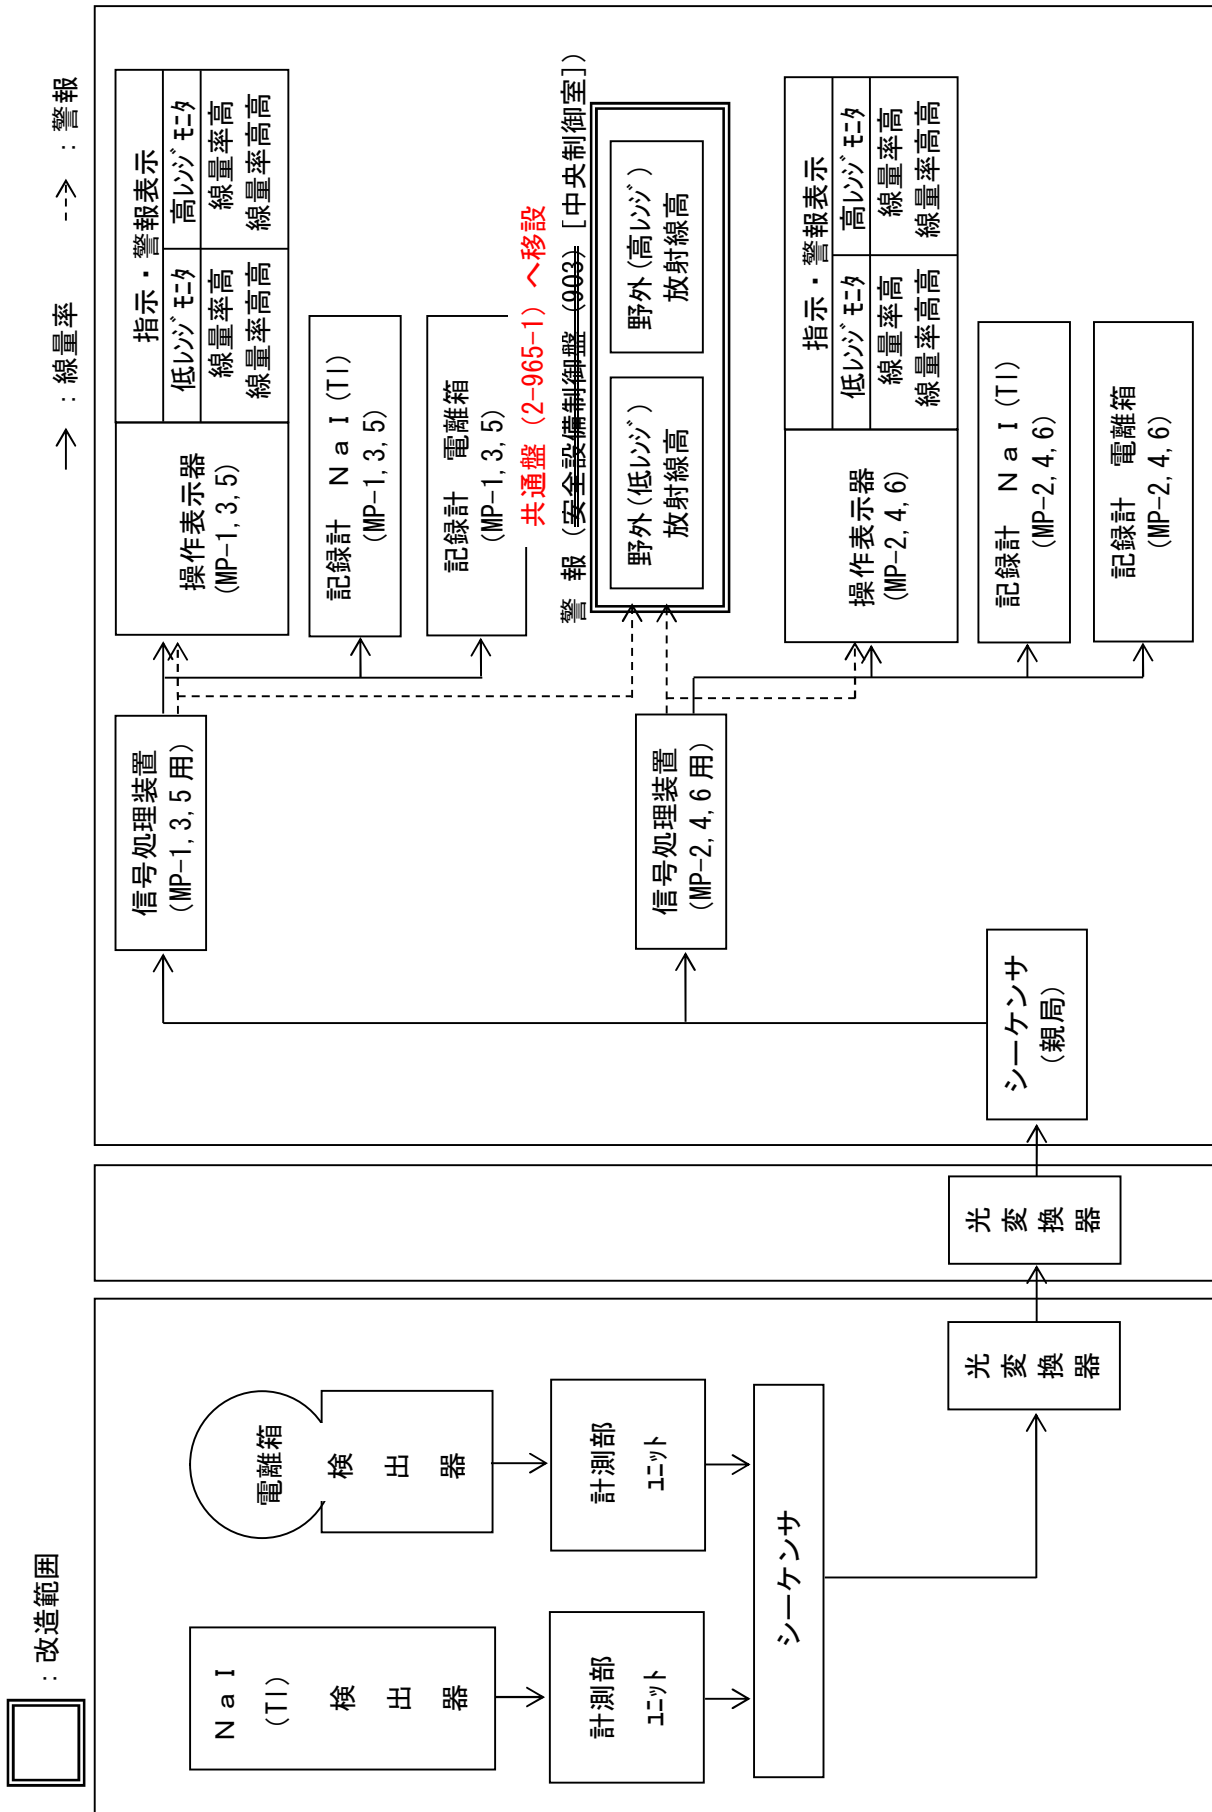 ：改造範囲
：線量率
：警報
ＮａＩ
(Tl)
検出器
計測部
ﾕﾆｯﾄ
電離箱
検出器
計測部
ﾕﾆｯﾄ
シーケンサ
光変換器
光変換器
シーケンサ
(親局)
信号処理装置
(MP-1,3,5 用)
操作表示器
(MP-1,3,5)
指示・警報表示
低ﾚﾝｼﾞﾓﾆﾀ
高ﾚﾝｼﾞﾓﾆﾀ
線量率高
線量率高高
線量率高
線量率高高
記録計　ＮａＩ(Tl)
(MP-1,3,5)
記録計　電離箱
(MP-1,3,5)
共通盤（2-965-1）へ移設
警 報（安全設備制御盤（903）[中央制御室]）
野外(低ﾚﾝｼﾞ)
放射線高
野外(高ﾚﾝｼﾞ)
放射線高
信号処理装置
(MP-2,4,6 用)
操作表示器
(MP-2,4,6)
指示・警報表示
低ﾚﾝｼﾞﾓﾆﾀ
高ﾚﾝｼﾞﾓﾆﾀ
線量率高
線量率高高
線量率高
線量率高高
記録計　ＮａＩ(Tl)
(MP-2,4,6)
記録計　電離箱
(MP-2,4,6)